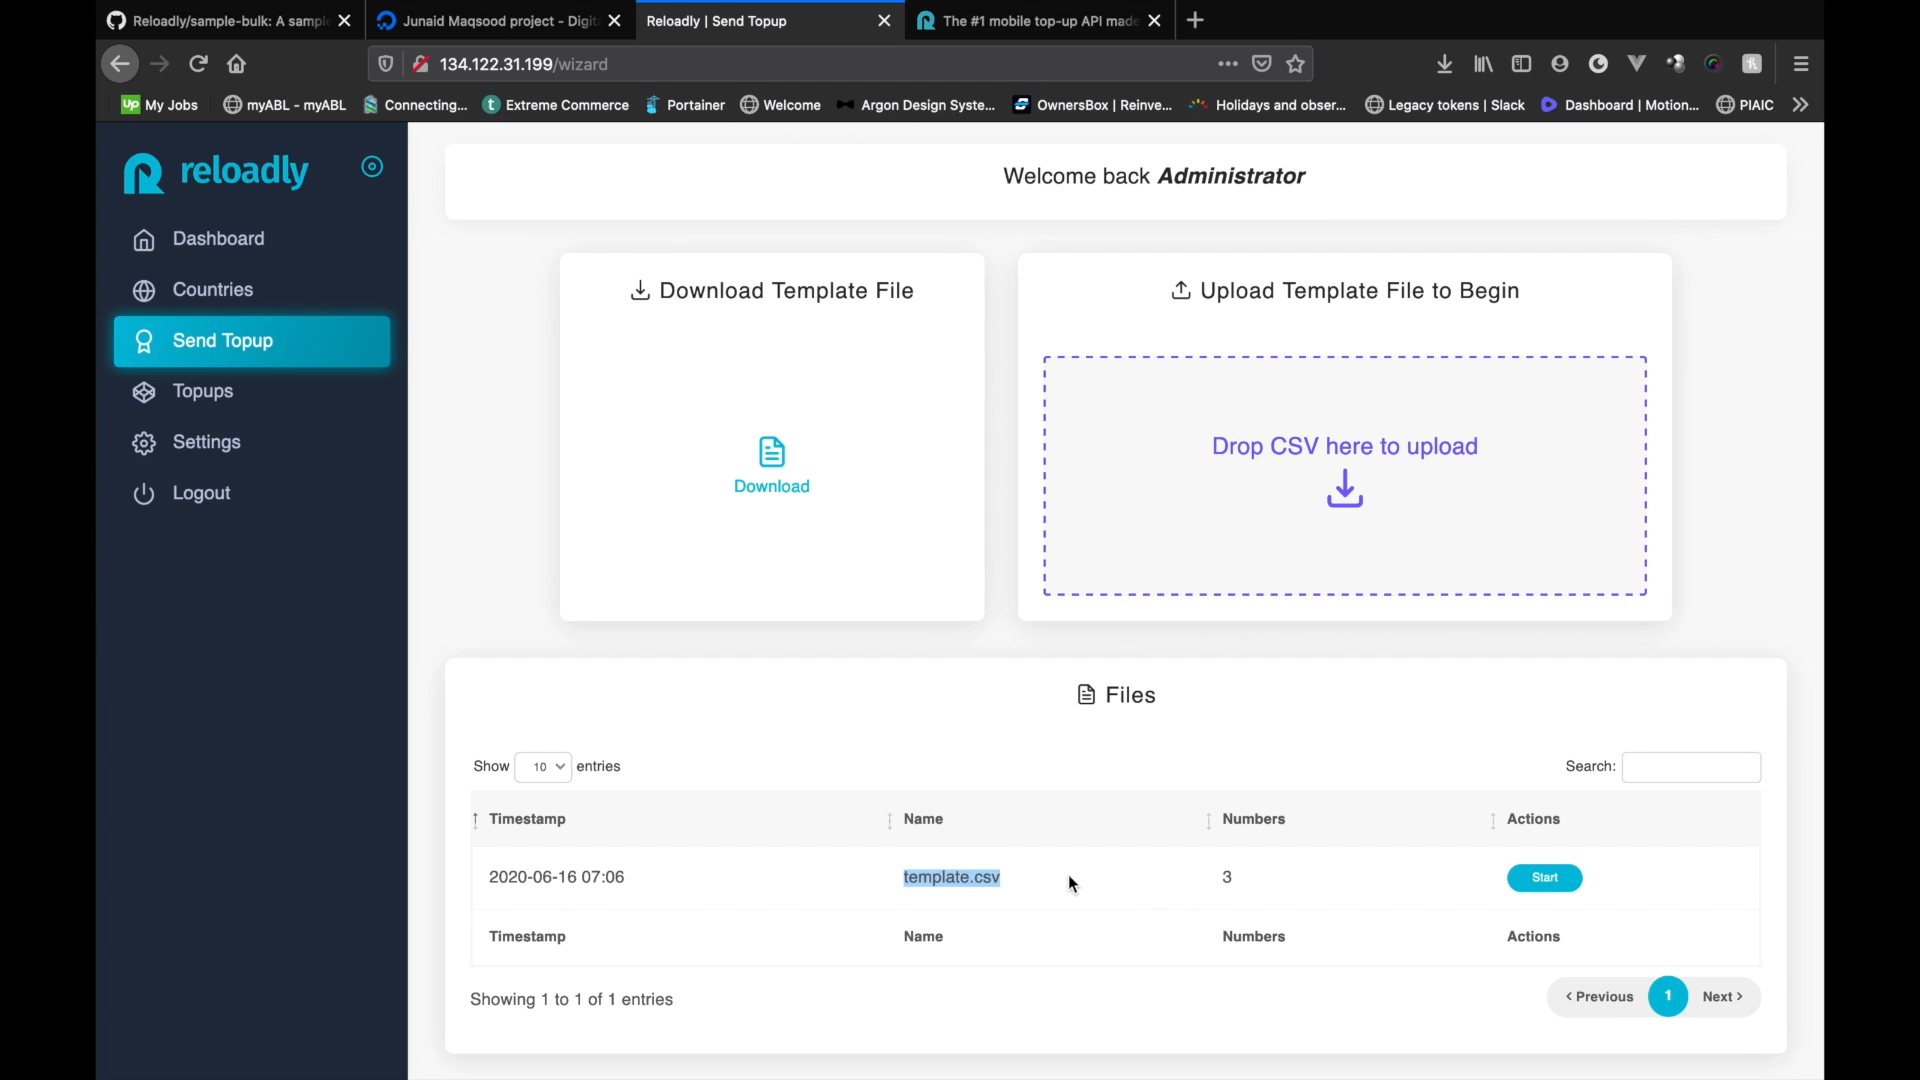 Reloadly/sample-bulk: A sampl
Junaid Maqsood project - Digit
Reloadly | Send Topup
The #1 mobile top-up API made
134.122.31.199/wizard
My Jobs
myABL - myABL
Connecting...
Extreme Commerce
Portainer
Welcome
Argon Design Syste...
OwnersBox | Reinve...
Holidays and obser...
Legacy tokens | Slack
Dashboard | Motion...
PIAIC
reloadly
Welcome back Administrator
Dashboard
Countries
Send Topup
Topups
Settings
Logout
Download Template File
Download
Upload Template File to Begin
Drop CSV here to upload
Files
Show 10 entries
Search:
Timestamp Name Numbers Actions
2020-06-16 07:06 template.csv 3 Start
Timestamp Name Numbers Actions
Showing 1 to 1 of 1 entries
< Previous 1 Next >